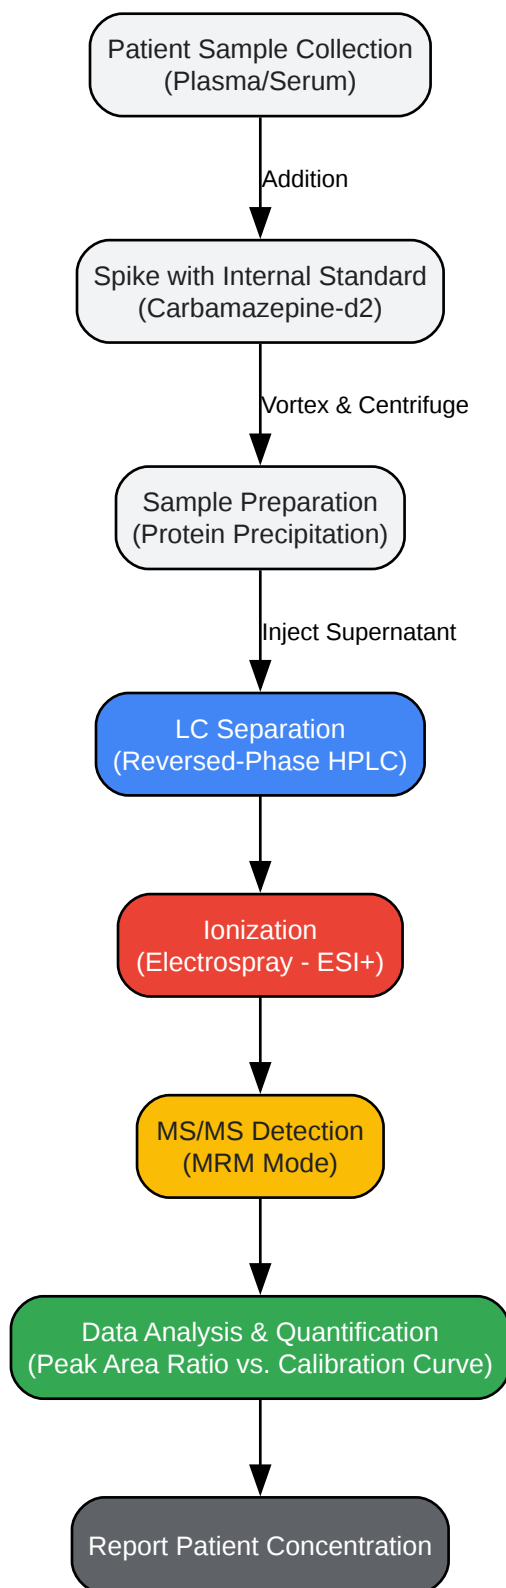 Patient Sample Collection
(Plasma/Serum)
Addition
Spike with Internal Standard
(Carbamazepine-d2)
Vortex & Centrifuge
Sample Preparation
(Protein Precipitation)
Inject Supernatant
LC Separation
(Reversed-Phase HPLC)
Ionization
(Electrospray - ESI+)
MS/MS Detection
(MRM Mode)
Data Analysis & Quantification
(Peak Area Ratio vs. Calibration Curve)
Report Patient Concentration